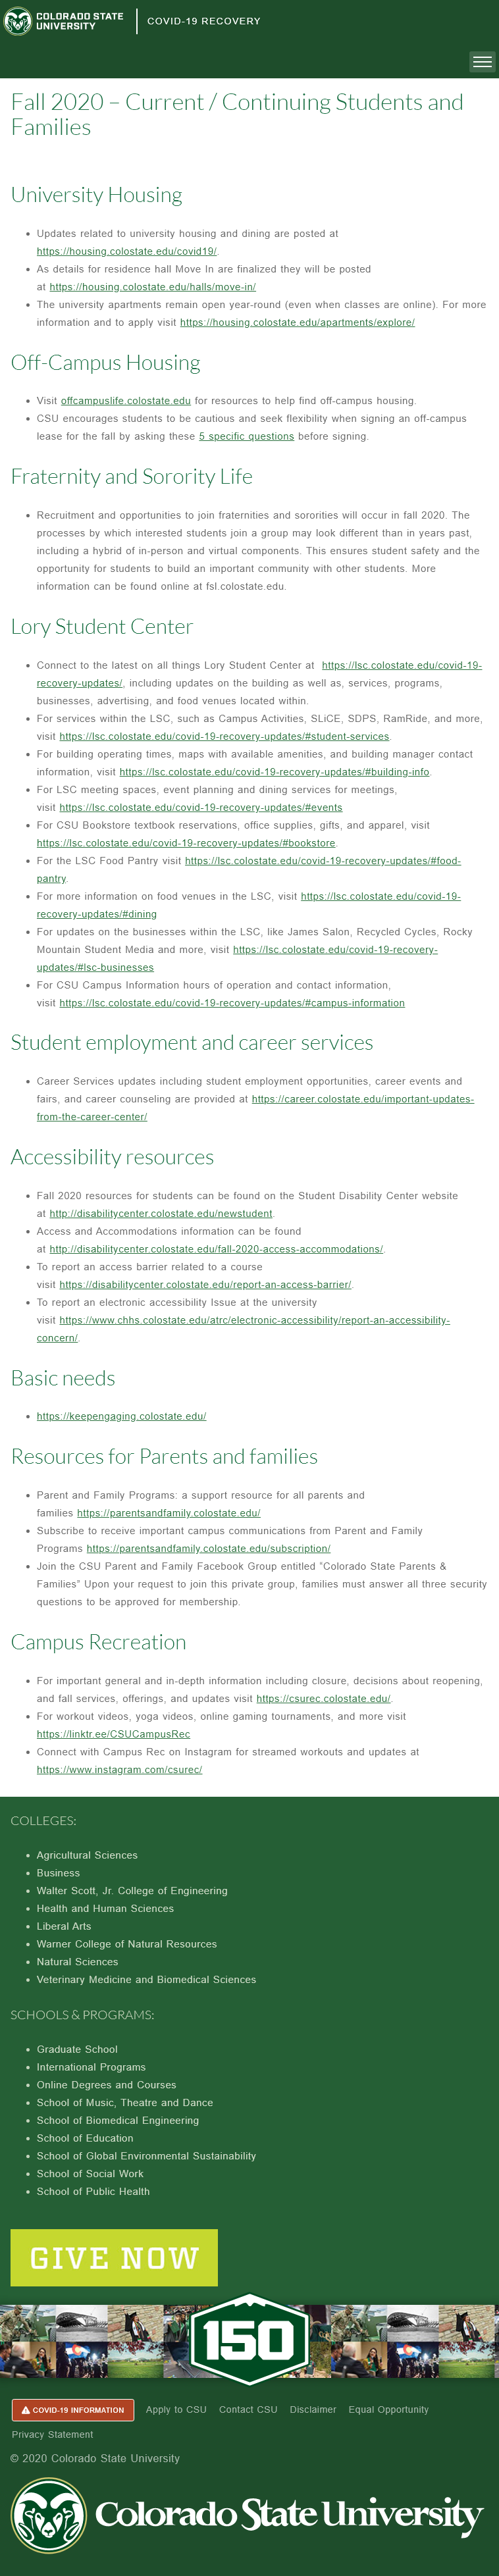 COLORADO STATE
UNIVERSITY
COVID-19 RECOVERY
Fall 2020 – Current / Continuing Students and
Families
University Housing
Updates related to university housing and dining are posted at
https://housing.colostate.edu/covid19/.
As details for residence hall Move In are finalized they will be posted
at https://housing.colostate.edu/halls/move-in/
The university apartments remain open year-round (even when classes are online). For more
information and to apply visit https://housing.colostate.edu/apartments/explore/
Off-Campus Housing
Visit offcampuslife.colostate.edu for resources to help find off-campus housing.
CSU encourages students to be cautious and seek flexibility when signing an off-campus
lease for the fall by asking these 5 specific questions before signing.
Fraternity and Sorority Life
Recruitment and opportunities to join fraternities and sororities will occur in fall 2020. The
processes by which interested students join a group may look different than in years past,
including a hybrid of in-person and virtual components. This ensures student safety and the
opportunity for students to build an important community with other students. More
information can be found online at fsl.colostate.edu.
Lory Student Center
Connect to the latest on all things Lory Student Center at https://lsc.colostate.edu/covid-19-
recovery-updates/, including updates on the building as well as, services, programs,
businesses, advertising, and food venues located within.
For services within the LSC, such as Campus Activities, SLiCE, SDPS, RamRide, and more,
visit https://lsc.colostate.edu/covid-19-recovery-updates/#student-services.
For building operating times, maps with available amenities, and building manager contact
information, visit https://lsc.colostate.edu/covid-19-recovery-updates/#building-info.
For LSC meeting spaces, event planning and dining services for meetings,
visit https://lsc.colostate.edu/covid-19-recovery-updates/#events
For CSU Bookstore textbook reservations, office supplies, gifts, and apparel, visit
https://lsc.colostate.edu/covid-19-recovery-updates/#bookstore.
For the LSC Food Pantry visit https://lsc.colostate.edu/covid-19-recovery-updates/#food-
pantry.
For more information on food venues in the LSC, visit https://lsc.colostate.edu/covid-19-
recovery-updates/#dining
For updates on the businesses within the LSC, like James Salon, Recycled Cycles, Rocky
Mountain Student Media and more, visit https://lsc.colostate.edu/covid-19-recovery-
updates/#lsc-businesses
For CSU Campus Information hours of operation and contact information,
visit https://lsc.colostate.edu/covid-19-recovery-updates/#campus-information
Student employment and career services
Career Services updates including student employment opportunities, career events and
fairs, and career counseling are provided at https://career.colostate.edu/important-updates-
from-the-career-center/
Accessibility resources
Fall 2020 resources for students can be found on the Student Disability Center website
at http://disabilitycenter.colostate.edu/newstudent.
Access and Accommodations information can be found
at http://disabilitycenter.colostate.edu/fall-2020-access-accommodations/.
To report an access barrier related to a course
visit https://disabilitycenter.colostate.edu/report-an-access-barrier/.
To report an electronic accessibility Issue at the university
visit https://www.chhs.colostate.edu/atrc/electronic-accessibility/report-an-accessibility-
concern/.
Basic needs
https://keepengaging.colostate.edu/
Resources for Parents and families
Parent and Family Programs: a support resource for all parents and
families https://parentsandfamily.colostate.edu/
Subscribe to receive important campus communications from Parent and Family
Programs https://parentsandfamily.colostate.edu/subscription/
Join the CSU Parent and Family Facebook Group entitled "Colorado State Parents &
Families" Upon your request to join this private group, families must answer all three security
questions to be approved for membership.
Campus Recreation
For important general and in-depth information including closure, decisions about reopening,
and fall services, offerings, and updates visit https://csurec.colostate.edu/.
For workout videos, yoga videos, online gaming tournaments, and more visit
https://linktr.ee/CSUCampusRec
Connect with Campus Rec on Instagram for streamed workouts and updates at
https://www.instagram.com/csurec/
COLLEGES:
Agricultural Sciences
Business
Walter Scott, Jr. College of Engineering
Health and Human Sciences
Liberal Arts
Warner College of Natural Resources
Natural Sciences
Veterinary Medicine and Biomedical Sciences
SCHOOLS & PROGRAMS:
Graduate School
International Programs
Online Degrees and Courses
School of Music, Theatre and Dance
School of Biomedical Engineering
School of Education
School of Global Environmental Sustainability
School of Social Work
School of Public Health
GIVE NOW
150
COVID-19 INFORMATION Apply to CSU Contact CSU Disclaimer Equal Opportunity
Privacy Statement
© 2020 Colorado State University
Colorado State University